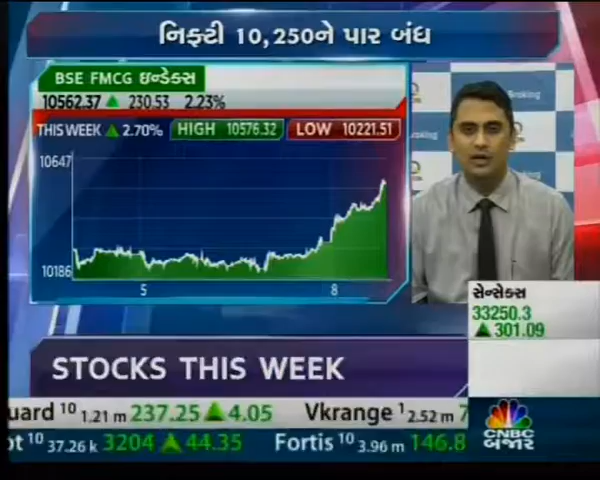 નિફ્ટી 10,250ને પાર બંધ
BSE FMCG ઇન્ડેક્સ
10562.37 ▲ 230.53 2.23%
THIS WEEK ▲ 2.70% HIGH 10576.32 LOW 10221.51
10647
10186
5 8
સેન્સેક્સ
33250.3
▲ 301.09
STOCKS THIS WEEK
uard 10 1.21 m 237.25 ▲ 4.05 Vkrange 1 2.52 m 7
ot 10 37.26 k 3204 ▲ 44.35 Fortis 10 3.96 m 146.8
CNBC
બજાર